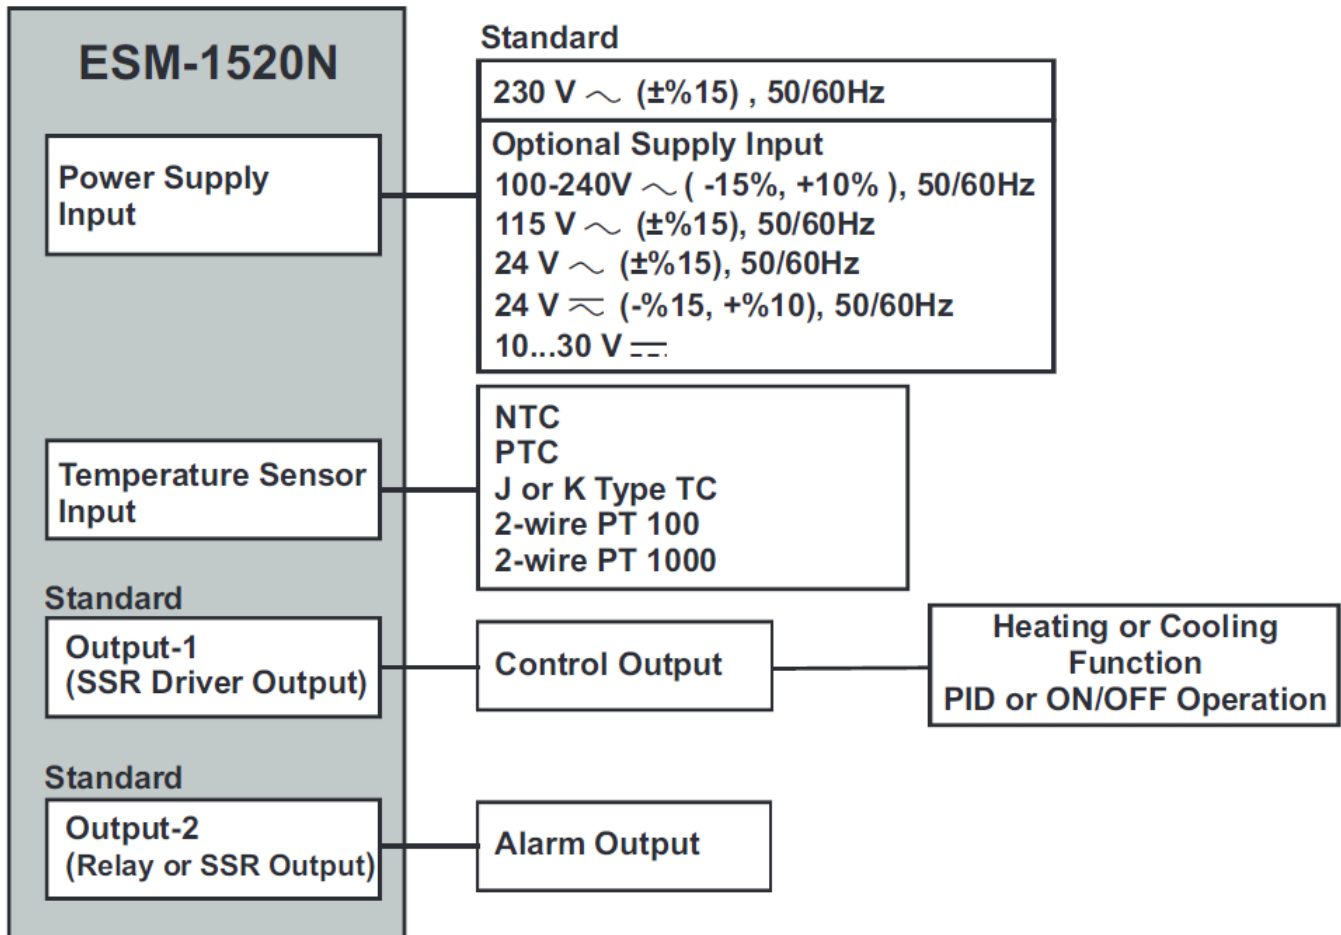 ESM-1520N
Standard
230 V ~ (±%15) , 50/60Hz
Power Supply
Input
Optional Supply Input
100-240V ~ ( -15%, +10% ), 50/60Hz
115 V ~ (±%15), 50/60Hz
24 V ~ (±%15), 50/60Hz
24 V ⏦ (-%15, +%10), 50/60Hz
10...30 V ⎓
Temperature Sensor
Input
NTC
PTC
J or K Type TC
2-wire PT 100
2-wire PT 1000
Standard
Output-1
(SSR Driver Output)
Control Output
Heating or Cooling
Function
PID or ON/OFF Operation
Standard
Output-2
(Relay or SSR Output)
Alarm Output